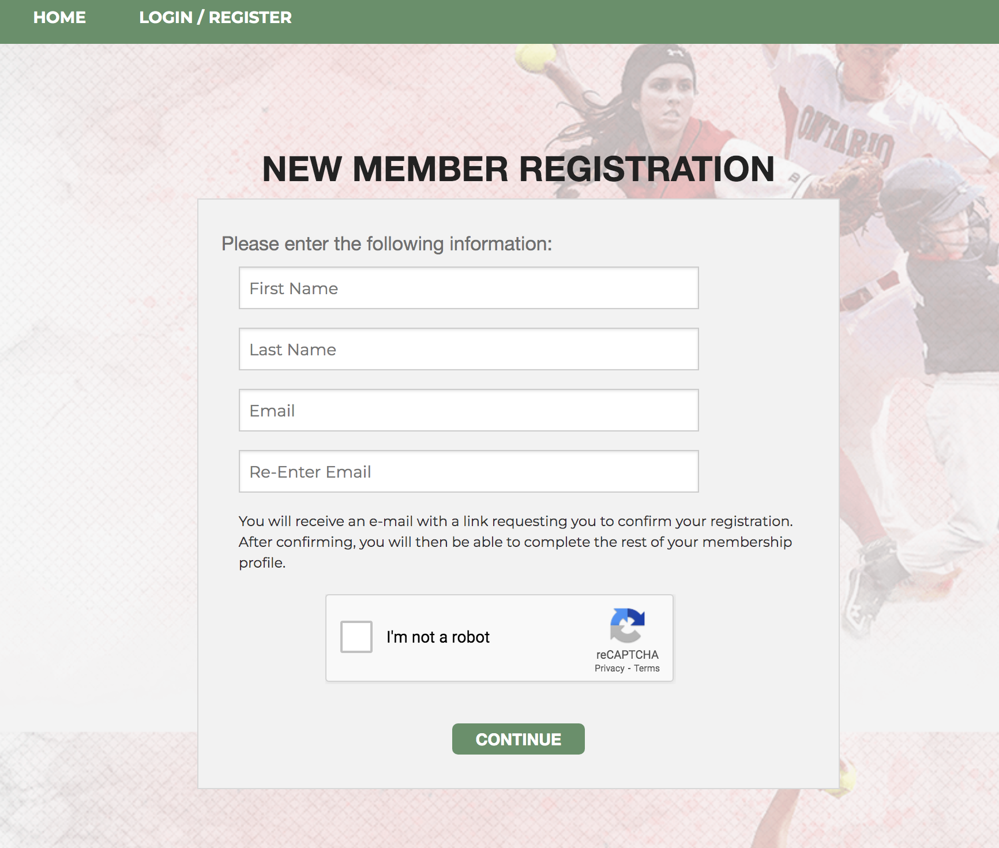 HOME
LOGIN / REGISTER
ONTARIO
NEW MEMBER REGISTRATION
Please enter the following information:
First Name
Last Name
Email
Re-Enter Email
You will receive an e-mail with a link requesting you to confirm your registration.
After confirming, you will then be able to complete the rest of your membership
profile.
I'm not a robot
reCAPTCHA
Privacy - Terms
CONTINUE